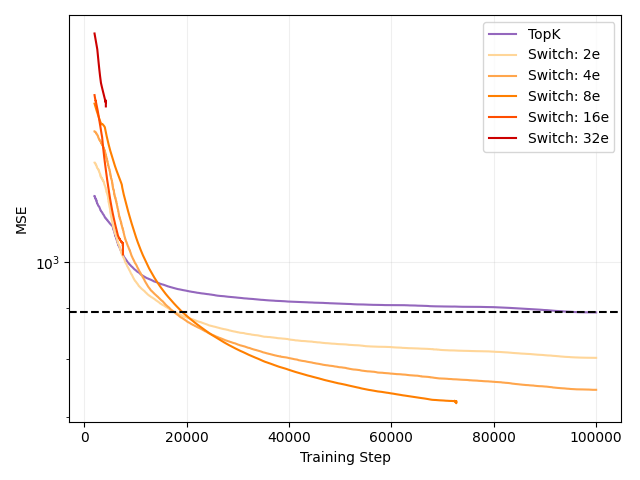 TopK
Switch: 2e
Switch: 4e
Switch: 8e
Switch: 16e
Switch: 32e
MSE
10³
0
20000
40000
60000
80000
100000
Training Step